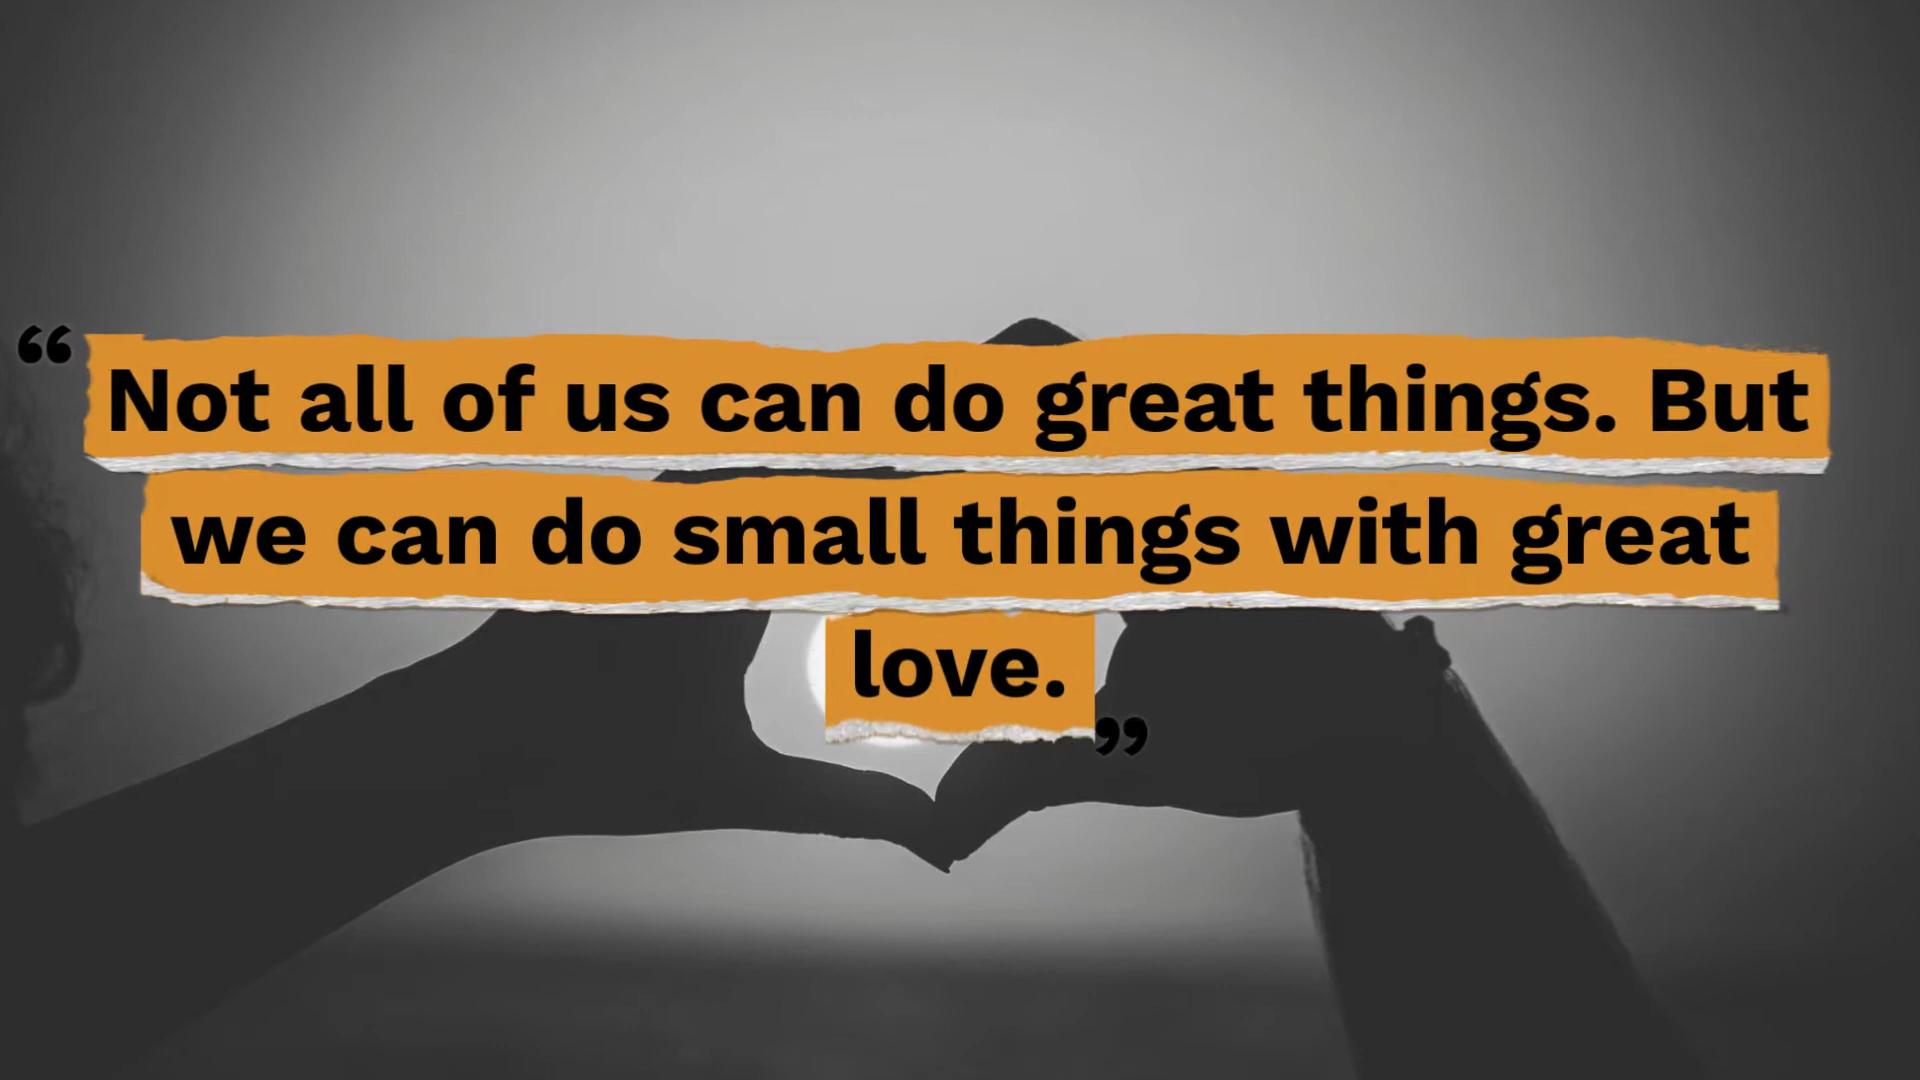 “Not all of us can do great things. But
we can do small things with great
love.”